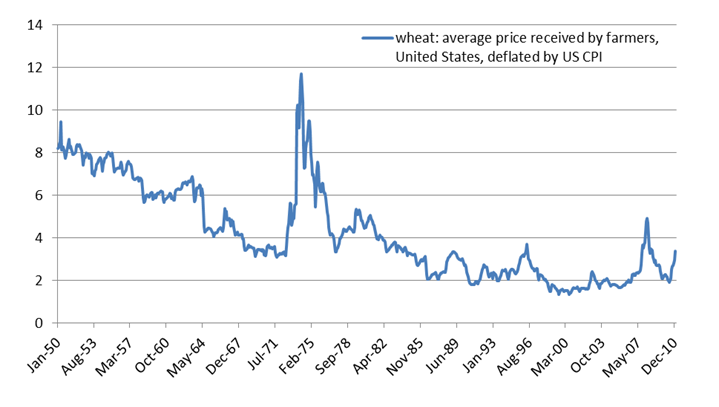 14
wheat: average price received by farmers,
United States, deflated by US CPI
12
10
8
6
4
2
0
Jan-50
Aug-53
Mar-57
Oct-60
May-64
Dec-67
Jul-71
Feb-75
Sep-78
Apr-82
Nov-85
Jun-89
Jan-93
Aug-96
Mar-00
Oct-03
May-07
Dec-10